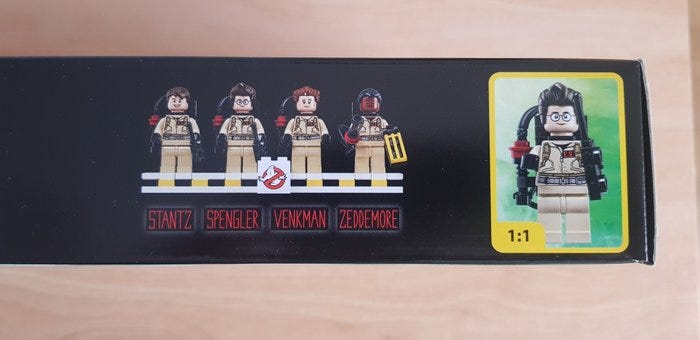 STANTZ SPENGLER VENKMAN ZEDDEMORE
1:1